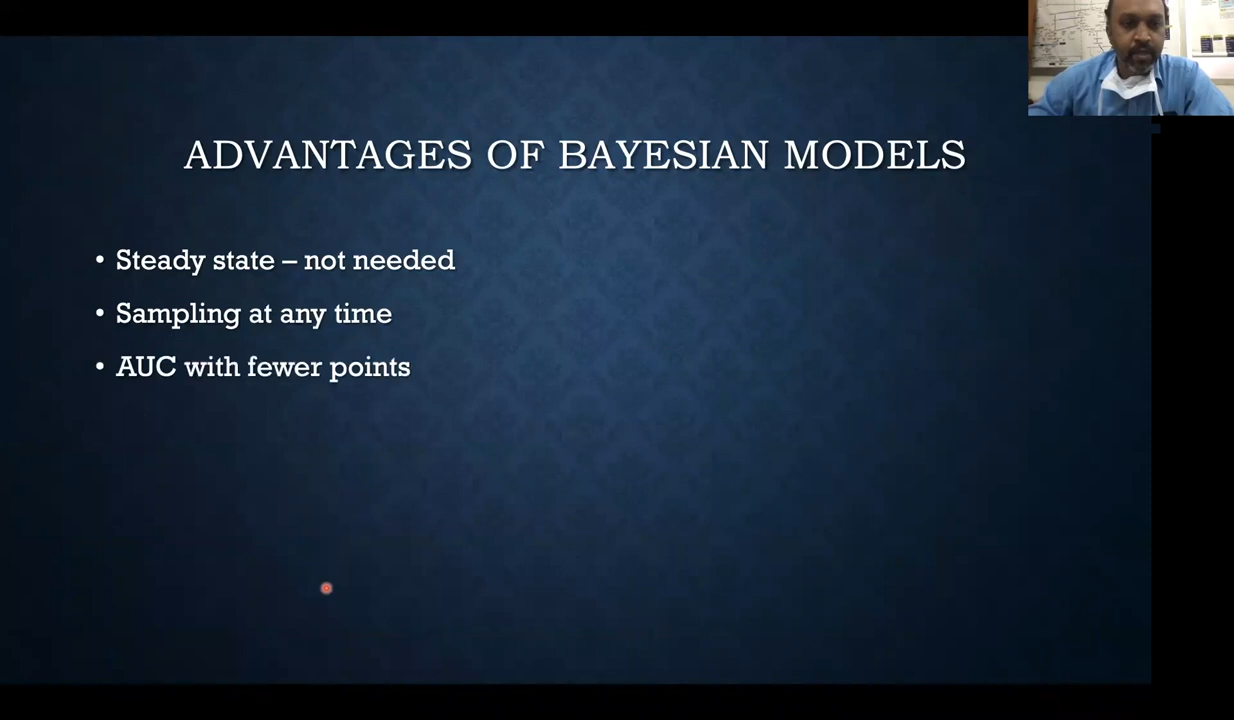 ADVANTAGES OF BAYESIAN MODELS
• Steady state – not needed
• Sampling at any time
• AUC with fewer points